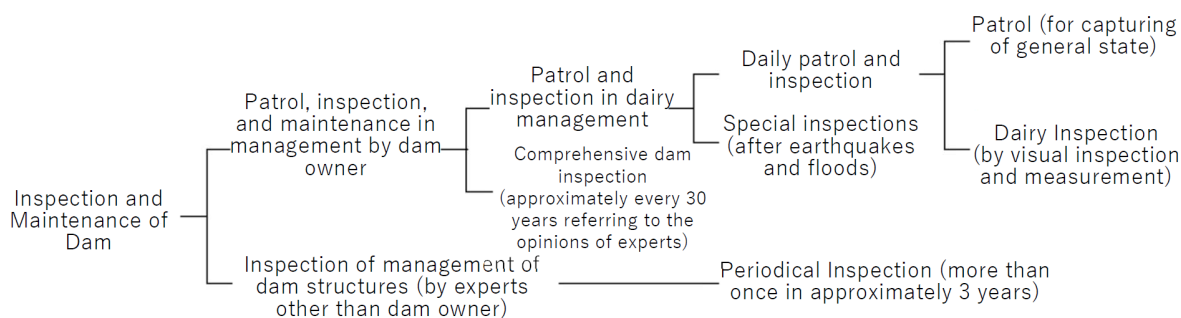 Inspection and
Maintenance of
Dam
Patrol, inspection,
and maintenance in
management by dam
owner
Patrol and
inspection in dairy
management
Daily patrol and
inspection
Patrol (for capturing
of general state)
Dairy Inspection
(by visual inspection
and measurement)
Special inspections
(after earthquakes
and floods)
Comprehensive dam
inspection
(approximately every 30
years referring to the
opinions of experts)
Inspection of management of
dam structures (by experts
other than dam owner)
Periodical Inspection (more than
once in approximately 3 years)